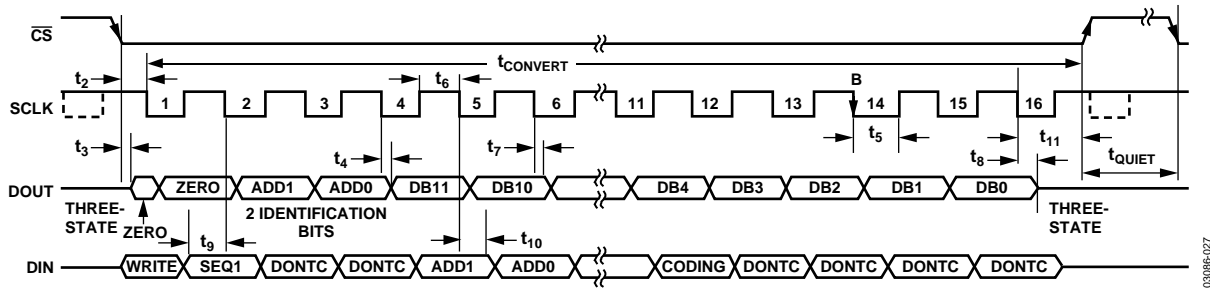 CS
tCONVERT
t2
t6
B
SCLK
1 2 3 4 5 6 11 12 13 14 15 16
t5
t11
t3
t4
t7
t8
tQUIET
DOUT
ZERO ADD1 ADD0 DB11 DB10 DB4 DB3 DB2 DB1 DB0
THREE-
STATE
ZERO
2 IDENTIFICATION
BITS
THREE-
STATE
t9
t10
DIN
WRITE SEQ1 DONTC DONTC ADD1 ADD0 CODING DONTC DONTC DONTC DONTC
03086-027